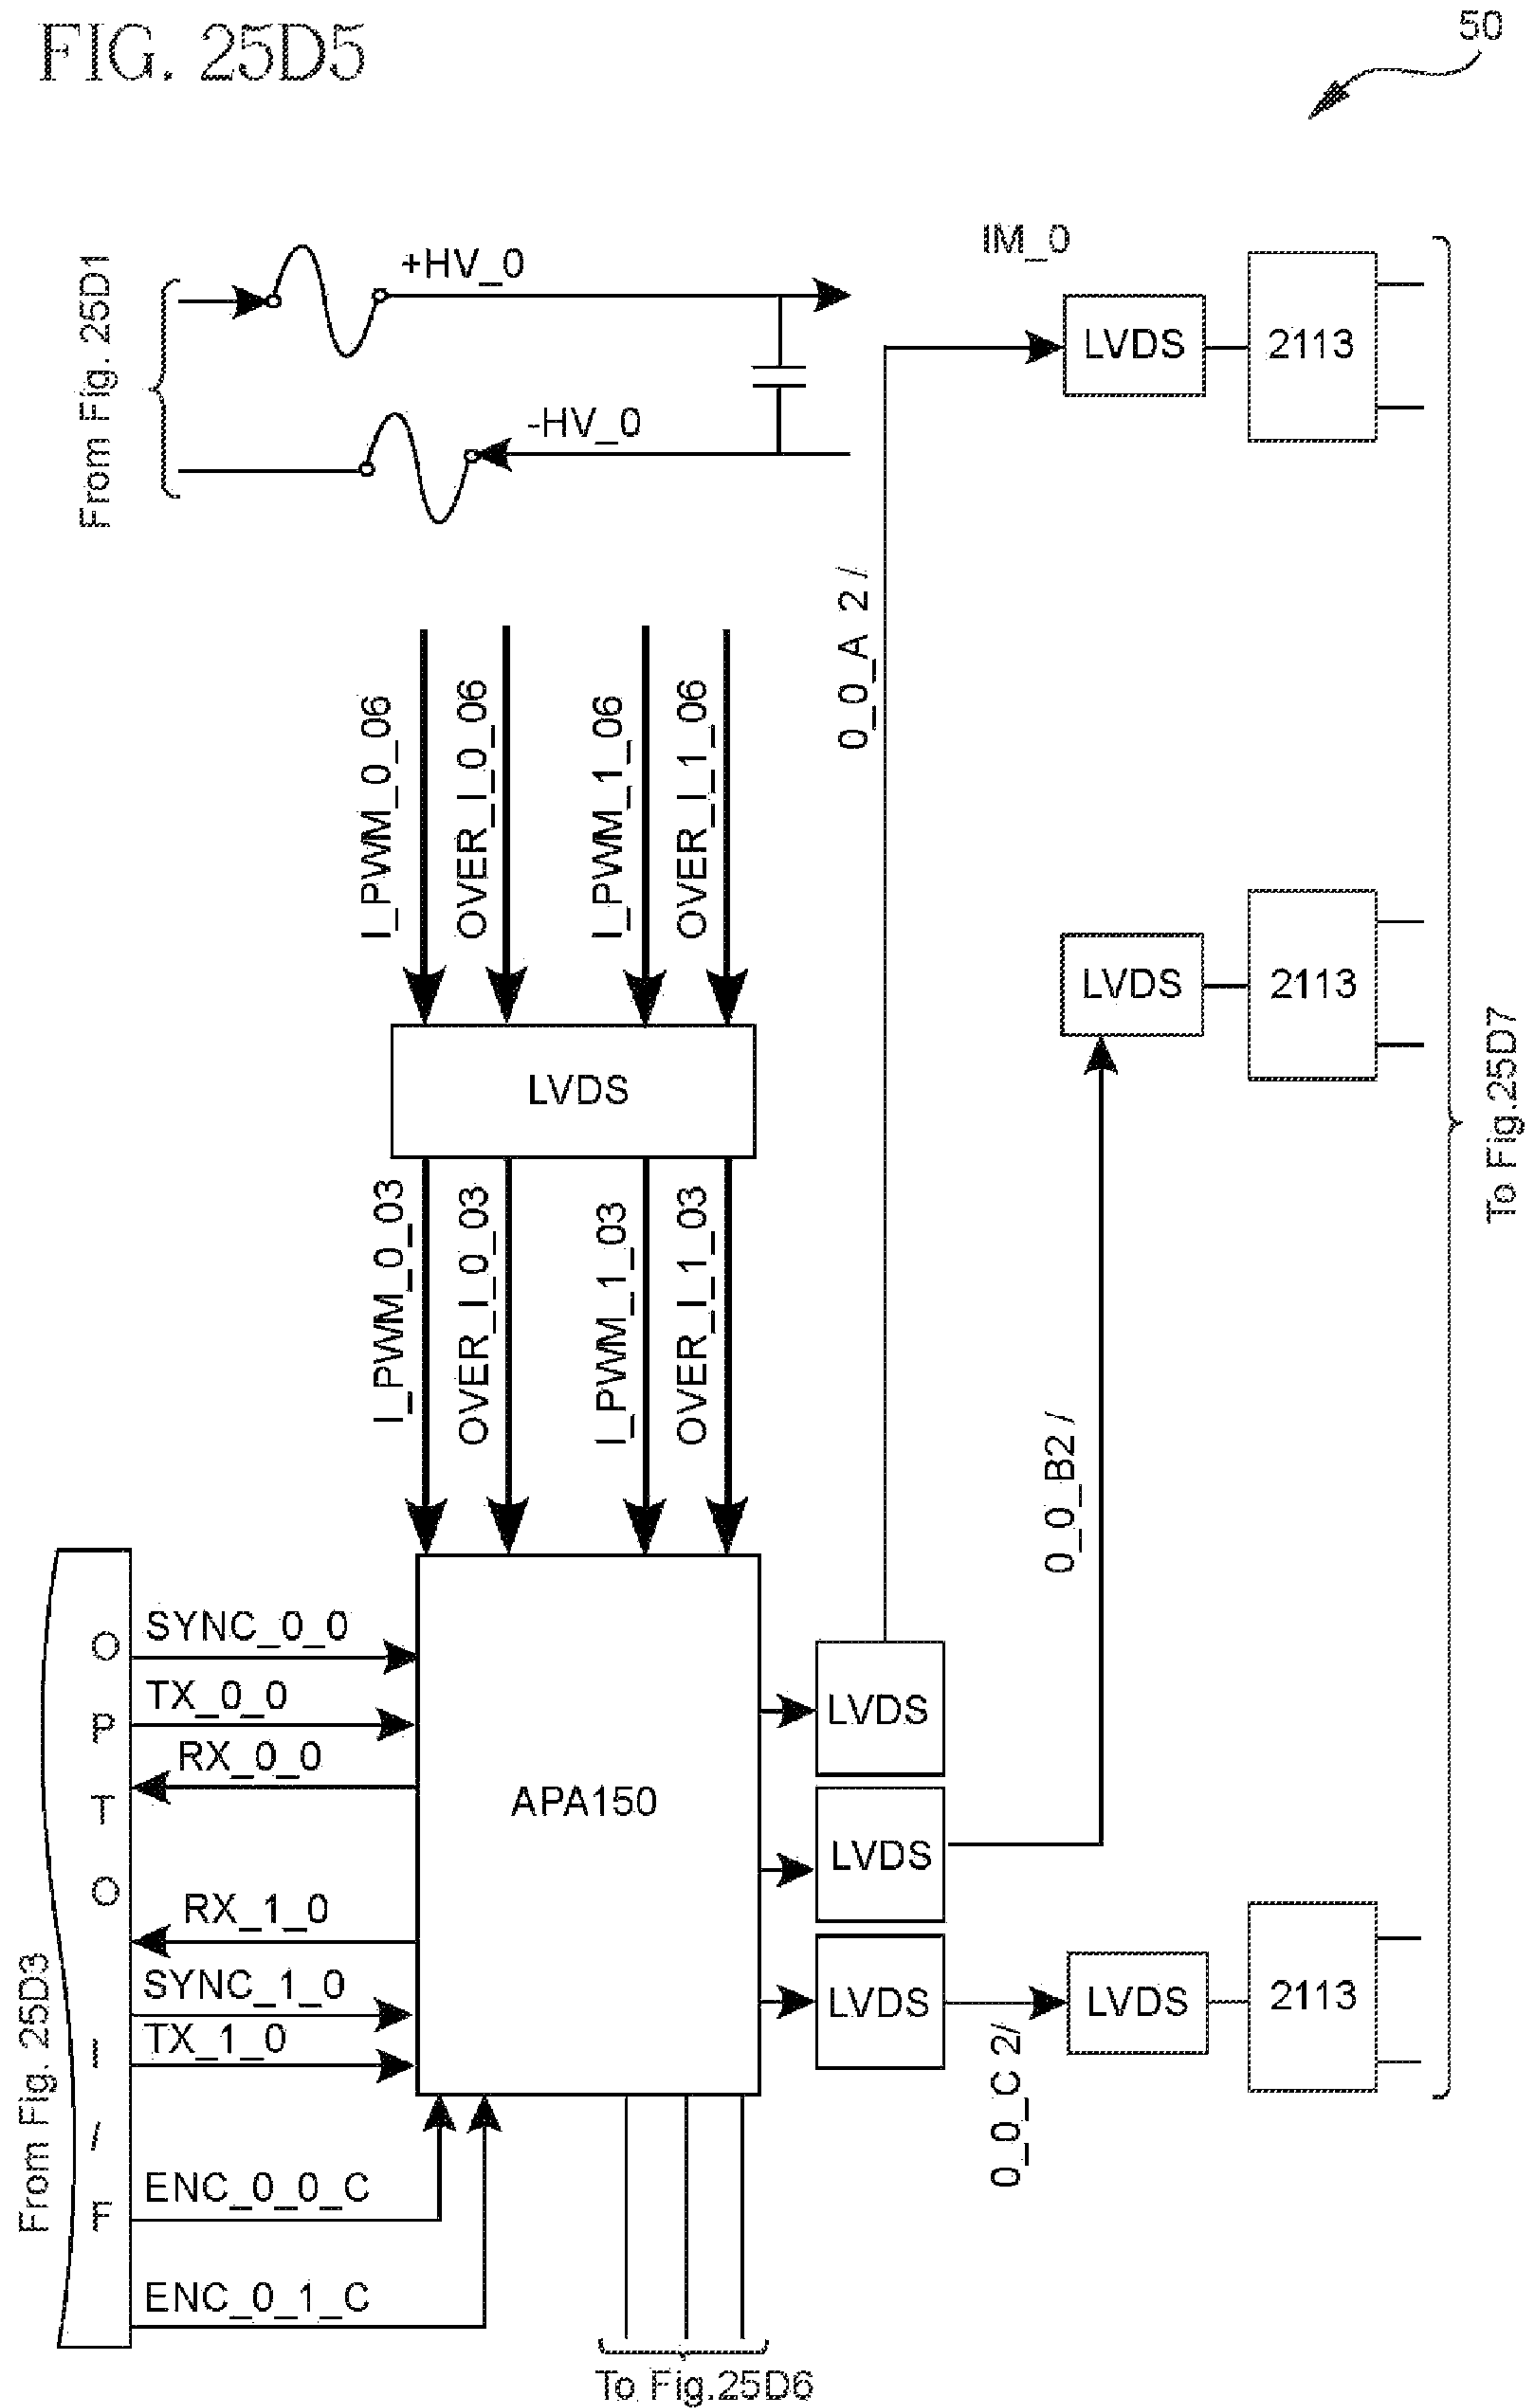 FIG. 25D5
50
From Fig. 25D1
+HV_0
-HV_0
IM_0
LVDS
2113
0_0_A 2 /
I_PWM_0_06
OVER_I_0_06
I_PWM_1_06
OVER_I_1_06
LVDS
2113
LVDS
To Fig.25D7
I_PWM_0_03
OVER_I_0_03
I_PWM_1_03
OVER_I_1_03
0_0_B2 /
From Fig. 25D3
OPTO I/F
SYNC_0_0
TX_0_0
RX_0_0
RX_1_0
SYNC_1_0
TX_1_0
ENC_0_0_C
ENC_0_1_C
APA150
LVDS
LVDS
LVDS
0_0_C 2/
LVDS
2113
To Fig.25D6